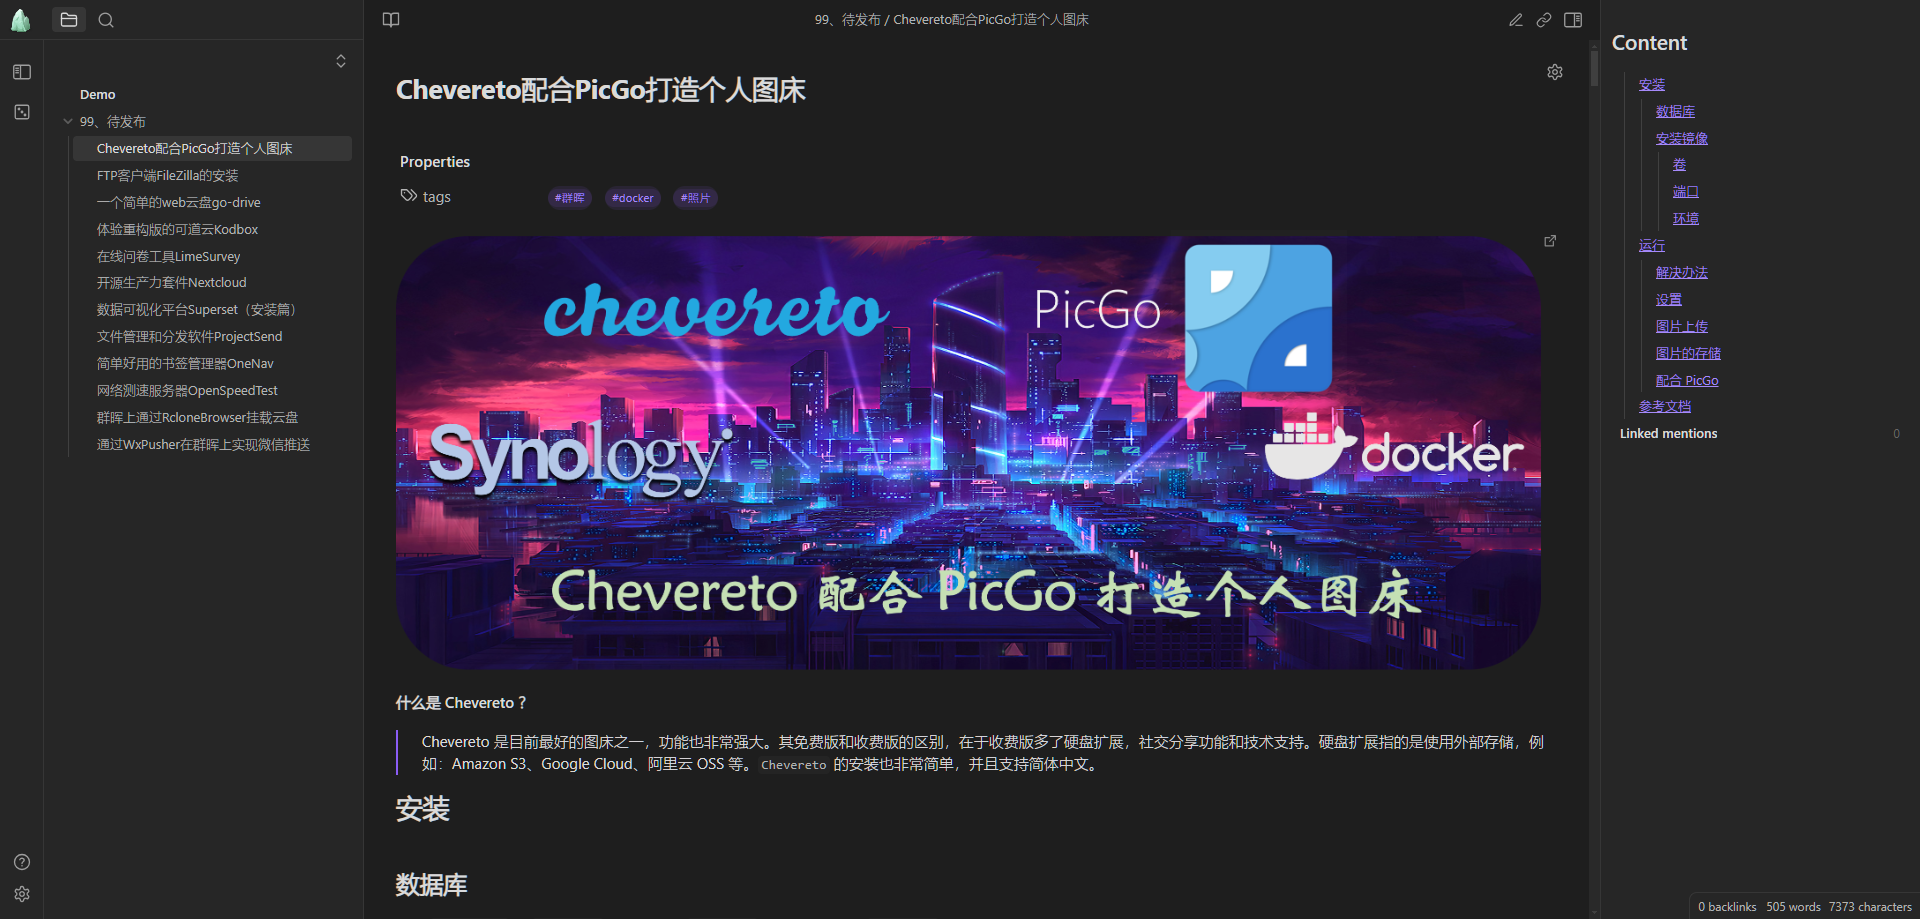 99、待发布 / Chevereto配合PicGo打造个人图床
Demo
99、待发布
Chevereto配合PicGo打造个人图床
FTP客户端FileZilla的安装
一个简单的web云盘go-drive
体验重构版的可道云Kodbox
在线问卷工具LimeSurvey
开源生产力套件Nextcloud
数据可视化平台Superset（安装篇）
文件管理和分发软件ProjectSend
简单好用的书签管理器OneNav
网络测速服务器OpenSpeedTest
群晖上通过RcloneBrowser挂载云盘
通过WxPusher在群晖上实现微信推送
Chevereto配合PicGo打造个人图床
Properties
tags #群晖 #docker #照片
chevereto
PicGo
Synology
docker
Chevereto 配合 PicGo 打造个人图床
什么是 Chevereto ？
Chevereto 是目前最好的图床之一，功能也非常强大。其免费版和收费版的区别，在于收费版多了硬盘扩展，社交分享功能和技术支持。硬盘扩展指的是使用外部存储，例
如：Amazon S3、Google Cloud、阿里云 OSS 等。 Chevereto 的安装也非常简单，并且支持简体中文。
安装
数据库
Content
安装
数据库
安装镜像
卷
端口
环境
运行
解决办法
设置
图片上传
图片的存储
配合 PicGo
参考文档
Linked mentions 0
0 backlinks 505 words 7373 characters